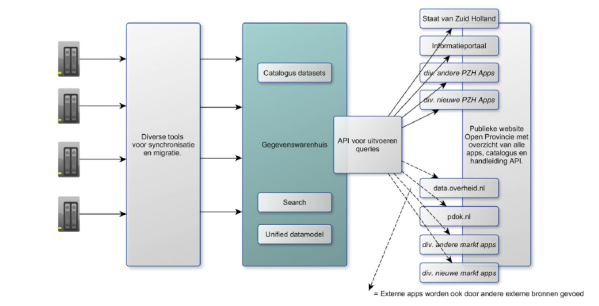 Diverse tools
voor synchronisatie
en migratie.
Catalogus datasets
Gegevenswarenhuis
Search
Unified datamodel
API voor uitvoeren
queries
Staat van Zuid Holland
Informatieportaal
div. andere PZH Apps
div. nieuwe PZH Apps
Publieke website
Open Provincie met
overzicht van alle
apps, catalogus en
handleiding API.
data.overheid.nl
pdok.nl
div. andere markt apps
div. nieuwe markt apps
= Externe apps worden ook door andere externe bronnen gevoed